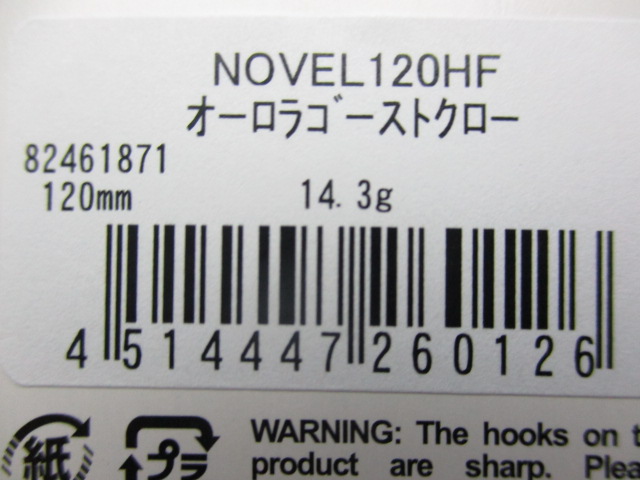 NOVEL120HF
オーロラゴーストクロー
82461871
120mm 14.3g
4 514447 260126
紙 プラ
WARNING: The hooks on
product are sharp.